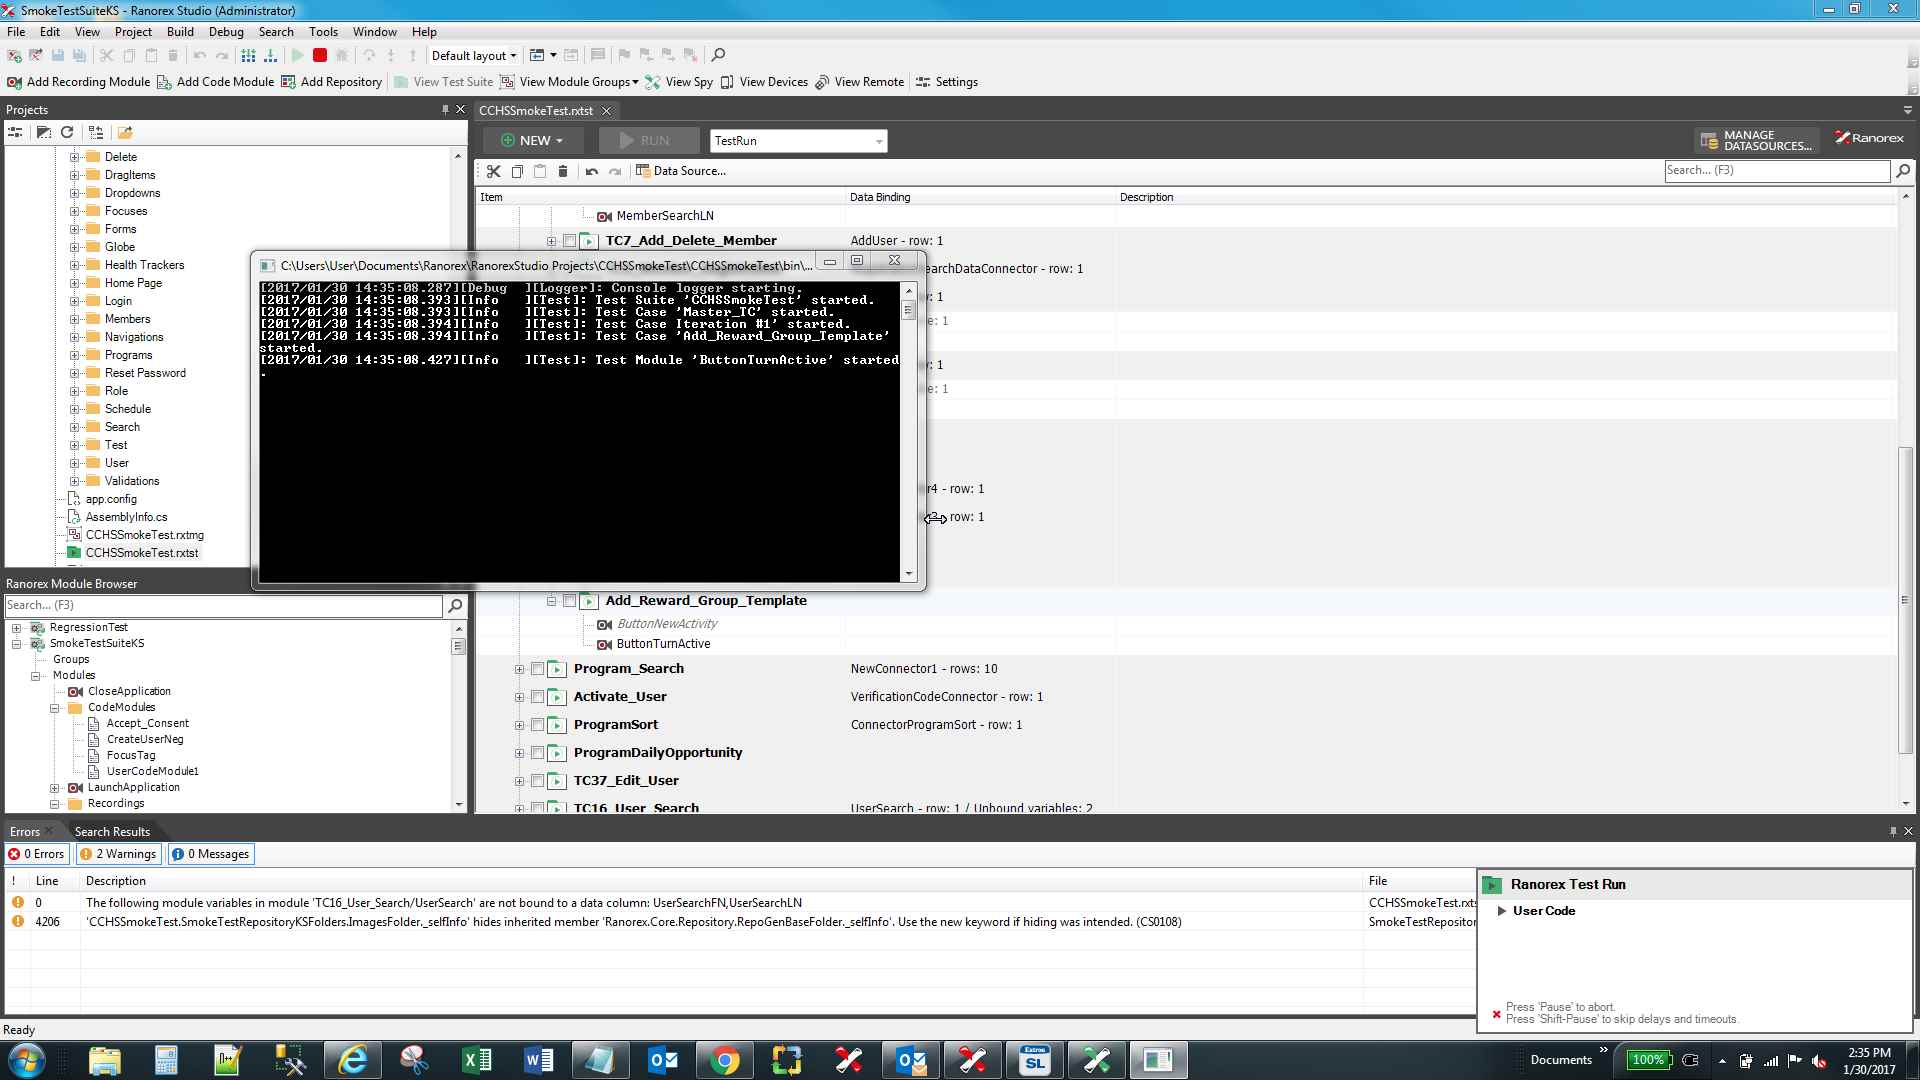 SmokeTestSuiteKS - Ranorex Studio (Administrator)
File Edit View Project Build Debug Search Tools Window Help
Default layout
Add Recording Module Add Code Module Add Repository View Test Suite View Module Groups View Spy View Devices View Remote Settings
Projects
Delete
DragItems
Dropdowns
Focuses
Forms
Globe
Health Trackers
Home Page
Login
Members
Navigations
Programs
Reset Password
Role
Schedule
Search
Test
User
Validations
app.config
AssemblyInfo.cs
CCHSSmokeTest.rxtmg
CCHSSmokeTest.rxtst
Ranorex Module Browser
Search... (F3)
RegressionTest
SmokeTestSuiteKS
Groups
Modules
CloseApplication
CodeModules
Accept_Consent
CreateUserNeg
FocusTag
UserCodeModule1
LaunchApplication
Recordings
CCHSSmokeTest.rxtst
NEW RUN TestRun
MANAGE DATASOURCES...
Ranorex
Data Source...
Search... (F3)
Item Data Binding Description
MemberSearchLN
TC7_Add_Delete_Member AddUser - row: 1
archDataConnector - row: 1
: 1
e: 1
: 1
e: 1
r4 - row: 1
row: 1
C:\Users\User\Documents\Ranorex\RanorexStudio Projects\CCHSSmokeTest\CCHSSmokeTest\bin\...
[2017/01/30 14:35:08.287][Debug ][Logger]: Console logger starting.
[2017/01/30 14:35:08.393][Info ][Test]: Test Suite 'CCHSSmokeTest' started.
[2017/01/30 14:35:08.393][Info ][Test]: Test Case 'Master_TC' started.
[2017/01/30 14:35:08.393][Info ][Test]: Test Case Iteration #1' started.
[2017/01/30 14:35:08.394][Info ][Test]: Test Case 'Add_Reward_Group_Template'
started.
[2017/01/30 14:35:08.427][Info ][Test]: Test Module 'ButtonTurnActive' started
.
Add_Reward_Group_Template
ButtonNewActivity
ButtonTurnActive
Program_Search NewConnector1 - rows: 10
Activate_User VerificationCodeConnector - row: 1
ProgramSort ConnectorProgramSort - row: 1
ProgramDailyOpportunity
TC37_Edit_User
TC16_User_Search UserSearch - row: 1 / Unbound variables: 2
Errors Search Results
0 Errors 2 Warnings 0 Messages
! Line Description File
0 The following module variables in module 'TC16_User_Search/UserSearch' are not bound to a data column: UserSearchFN,UserSearchLN CCHSSmokeTest.rxts
4206 'CCHSSmokeTest.SmokeTestRepositoryKSFolders.ImagesFolder._selfInfo' hides inherited member 'Ranorex.Core.Repository.RepoGenBaseFolder._selfInfo'. Use the new keyword if hiding was intended. (CS0108) SmokeTestRepositor
Ranorex Test Run
User Code
Press 'Pause' to abort.
Press 'Shift-Pause' to skip delays and timeouts.
Ready
Extron
SL
Documents
100%
2:35 PM
1/30/2017